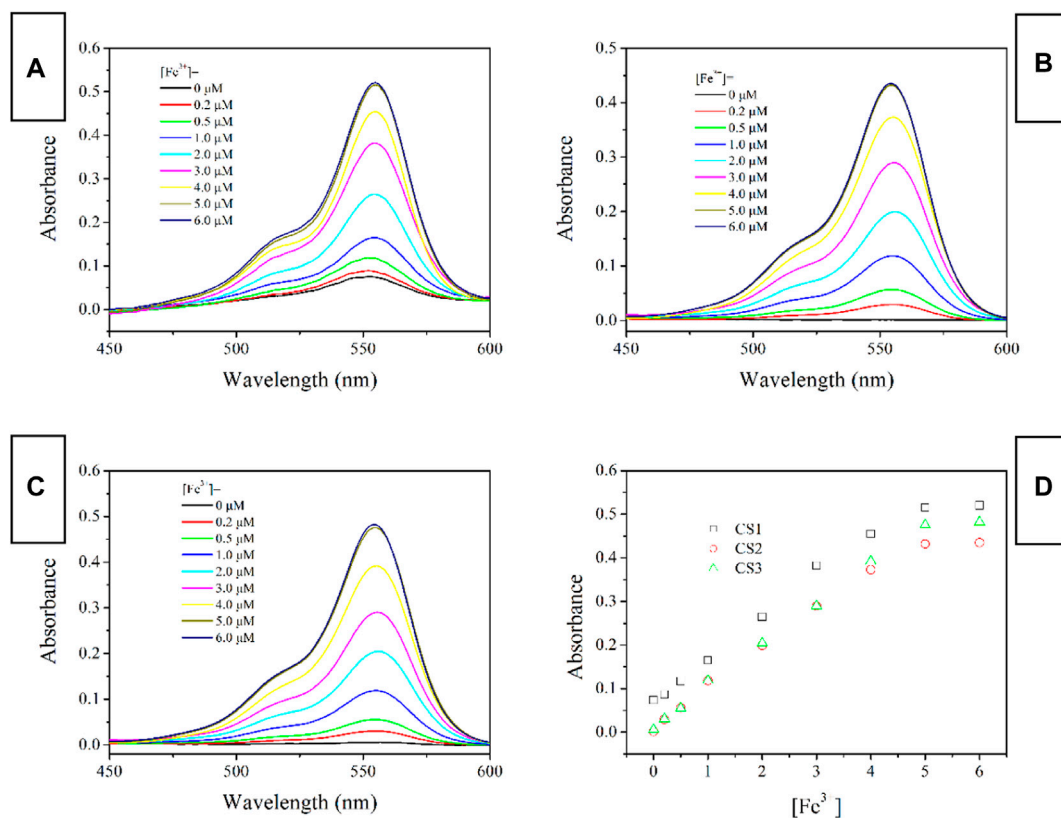 A
0.6
0.5
0.4
0.3
0.2
0.1
0.0
Absorbance
[Fe³⁺]=
0 μM
0.2 μM
0.5 μM
1.0 μM
2.0 μM
3.0 μM
4.0 μM
5.0 μM
6.0 μM
450 500 550 600
Wavelength (nm)
B
0.5
0.4
0.3
0.2
0.1
0.0
Absorbance
[Fe³⁺]=
0 μM
0.2 μM
0.5 μM
1.0 μM
2.0 μM
3.0 μM
4.0 μM
5.0 μM
6.0 μM
450 500 550 600
Wavelength (nm)
C
0.6
0.5
0.4
0.3
0.2
0.1
0.0
Absorbance
[Fe³⁺]=
0 μM
0.2 μM
0.5 μM
1.0 μM
2.0 μM
3.0 μM
4.0 μM
5.0 μM
6.0 μM
450 500 550 600
Wavelength (nm)
D
0.6
0.5
0.4
0.3
0.2
0.1
0.0
Absorbance
CS1
CS2
CS3
0 1 2 3 4 5 6
[Fe³⁺]